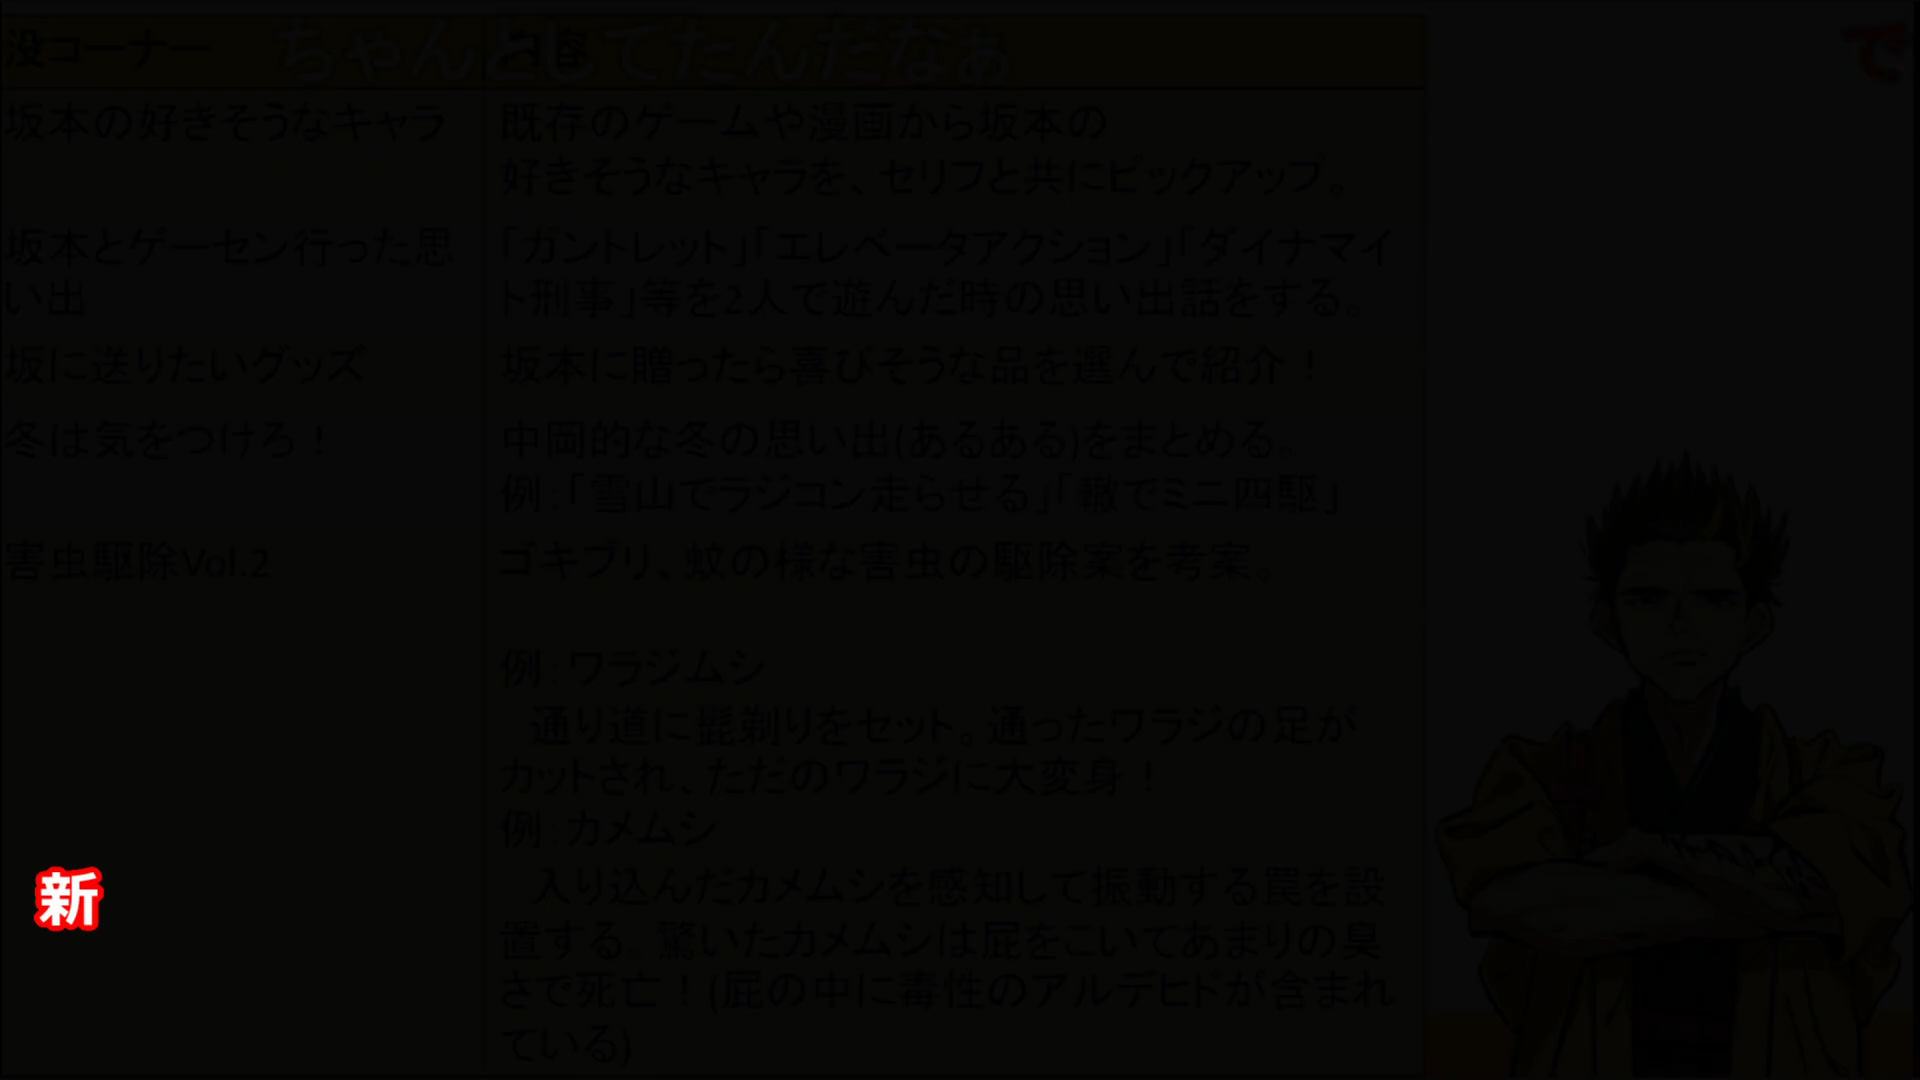 ちゃんとしてたんだなぁ
で
没コーナー
内容
坂本の好きそうなキャラ
既存のゲームや漫画から坂本の
好きそうなキャラを、セリフと共にピックアップ。
坂本とゲーセン行った思
い出
「ガントレット」「エレベータアクション」「ダイナマイ
ト刑事」等を2人で遊んだ時の思い出話をする。
坂に送りたいグッズ
坂本に贈ったら喜びそうな品を選んで紹介！
冬は気をつけろ！
中岡的な冬の思い出(あるある)をまとめる。
例：「雪山でラジコン走らせる」「轍でミニ四駆」
害虫駆除Vol.2
ゴキブリ、蚊の様な害虫の駆除案を考案。
例：ワラジムシ
通り道に髭剃りをセット。通ったワラジの足が
カットされ、ただのワラジに大変身！
例：カメムシ
入り込んだカメムシを感知して振動する罠を設
置する。驚いたカメムシは屁をこいてあまりの臭
さで死亡！(屁の中に毒性のアルデヒドが含まれ
ている)
新